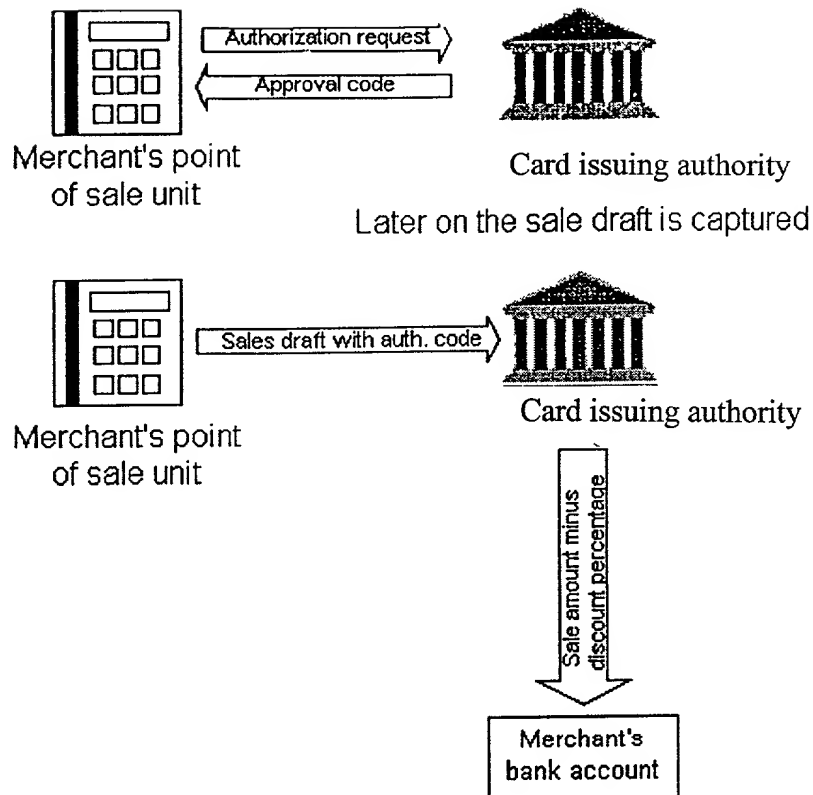 Authorization request
Approval code
Merchant's point
of sale unit
Card issuing authority
Later on the sale draft is captured
Sales draft with auth. code
Merchant's point
of sale unit
Card issuing authority
Sale amount minus
discount percentage
Merchant's
bank account